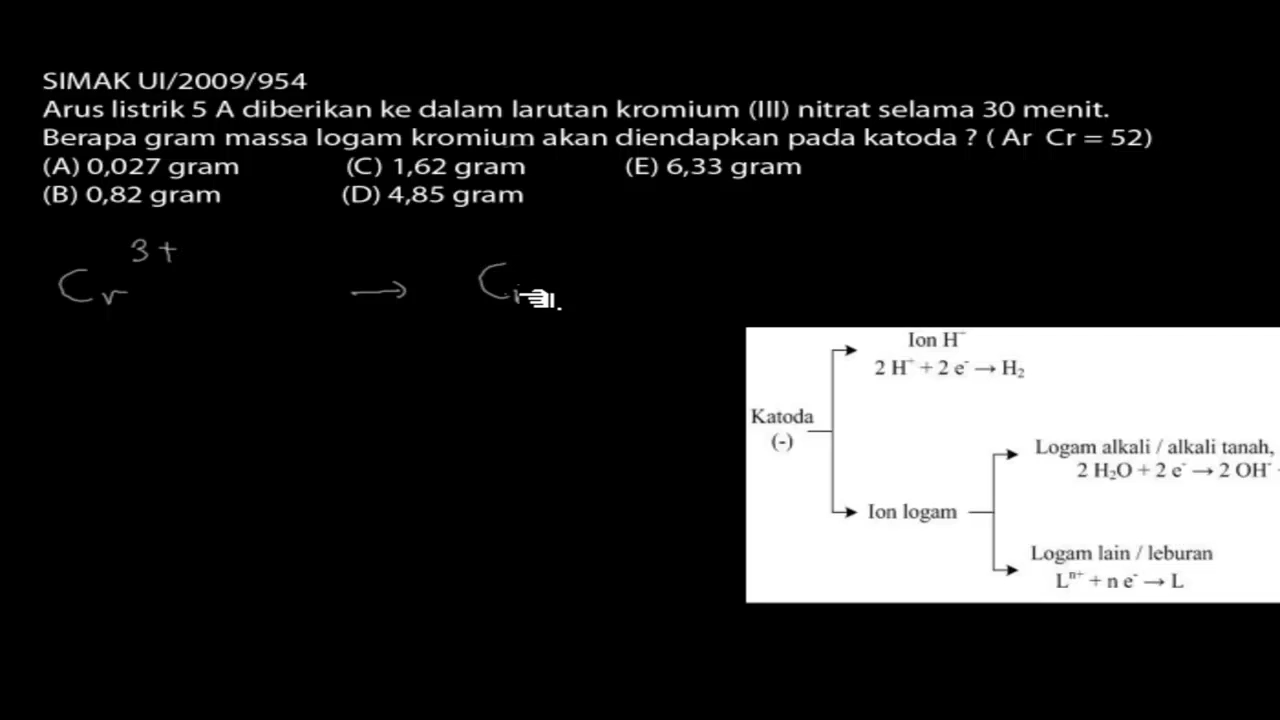 SIMAK UI/2009/954
Arus listrik 5 A diberikan ke dalam larutan kromium (III) nitrat selama 30 menit.
Berapa gram massa logam kromium akan diendapkan pada katoda ? ( Ar Cr = 52)
(A) 0,027 gram (C) 1,62 gram (E) 6,33 gram
(B) 0,82 gram (D) 4,85 gram
Cr³⁺ →
Ion H⁻
2 H⁺ + 2 e⁻ → H₂
Katoda
(-)
Logam alkali / alkali tanah,
2 H₂O + 2 e⁻ → 2 OH⁻
Ion logam
Logam lain / leburan
Lⁿ⁺ + n e⁻ → L